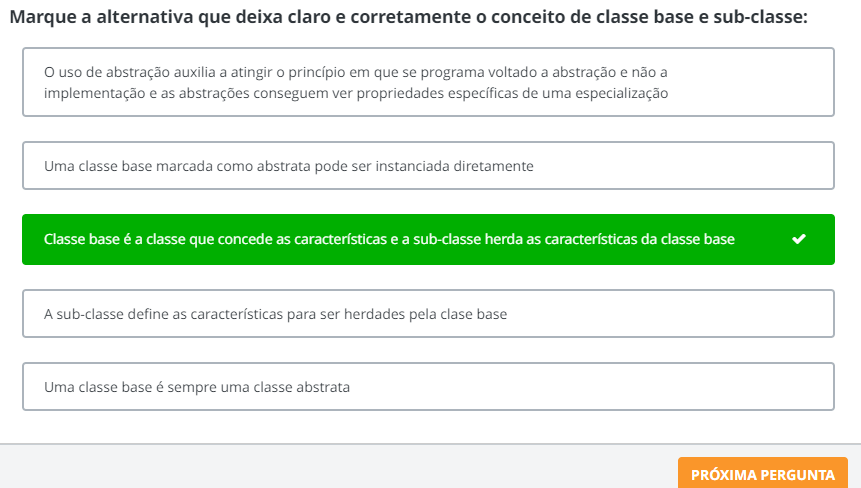 Marque a alternativa que deixa claro e corretamente o conceito de classe base e sub-classe:
O uso de abstração auxilia a atingir o princípio em que se programa voltado a abstração e não a
implementação e as abstrações conseguem ver propriedades específicas de uma especialização
Uma classe base marcada como abstrata pode ser instanciada diretamente
Classe base é a classe que concede as características e a sub-classe herda as características da classe base
A sub-classe define as características para ser herdades pela clase base
Uma classe base é sempre uma classe abstrata
PRÓXIMA PERGUNTA